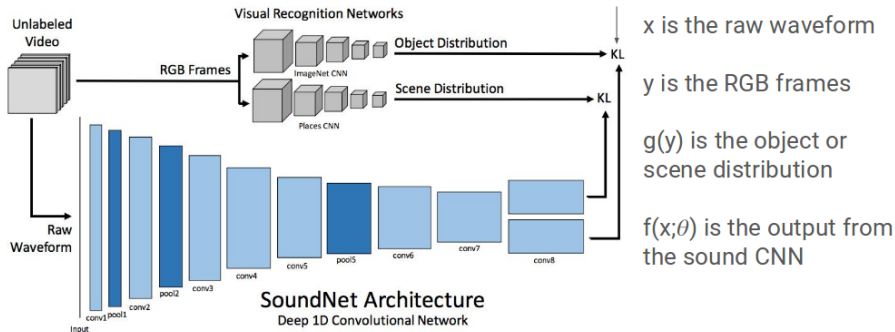 Visual Recognition Networks
Unlabeled
Video
RGB Frames
ImageNet CNN
Object Distribution
KL
Places CNN
Scene Distribution
KL
Raw
Waveform
Input
conv1
pool1
conv2
pool2
conv3
conv4
conv5
pool5
conv6
conv7
conv8
SoundNet Architecture
Deep 1D Convolutional Network
x is the raw waveform
y is the RGB frames
g(y) is the object or
scene distribution
f(x;θ) is the output from
the sound CNN